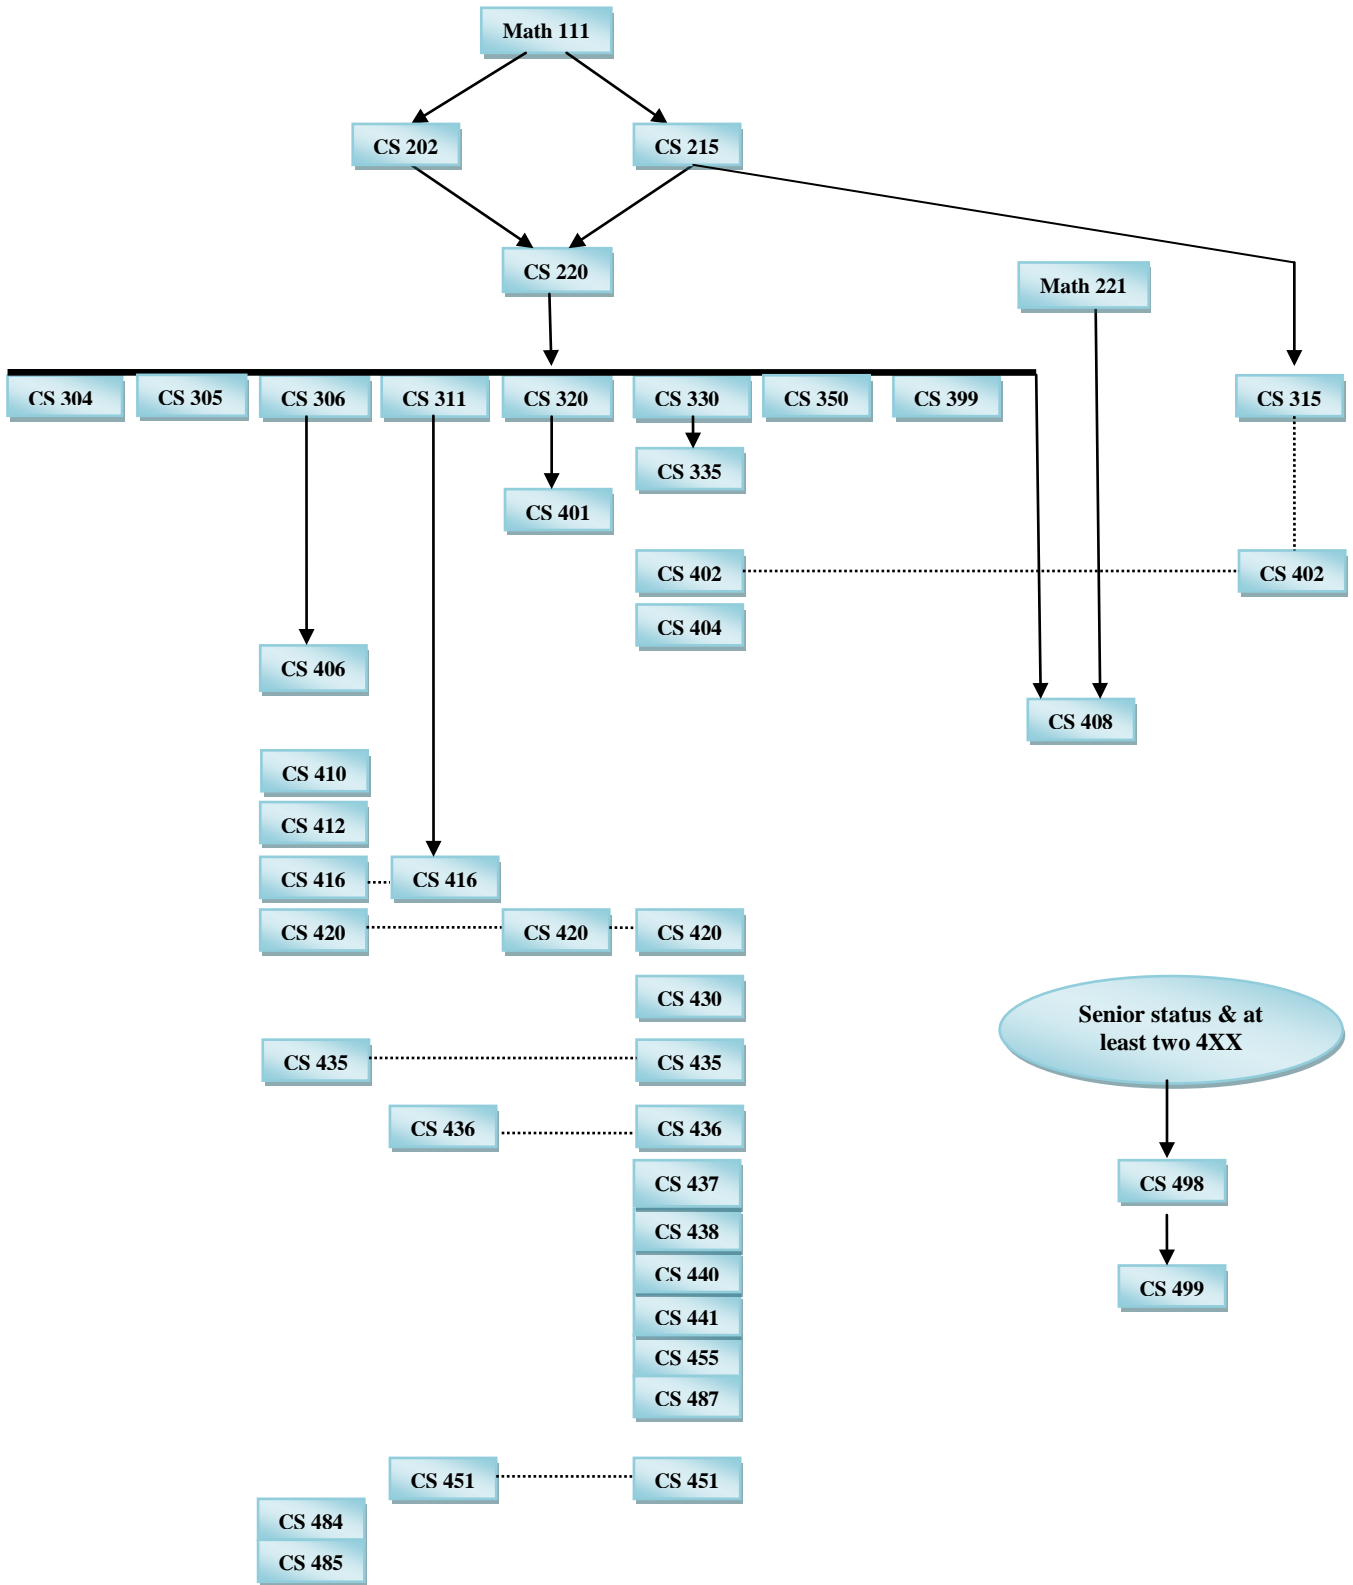 Math 111
CS 202
CS 215
CS 220
Math 221
CS 304
CS 305
CS 306
CS 311
CS 320
CS 330
CS 350
CS 399
CS 315
CS 335
CS 401
CS 402
CS 402
CS 404
CS 406
CS 408
CS 410
CS 412
CS 416
CS 416
CS 420
CS 420
CS 420
CS 430
Senior status & at
least two 4XX
CS 435
CS 435
CS 436
CS 436
CS 437
CS 498
CS 438
CS 440
CS 499
CS 441
CS 455
CS 487
CS 451
CS 451
CS 484
CS 485